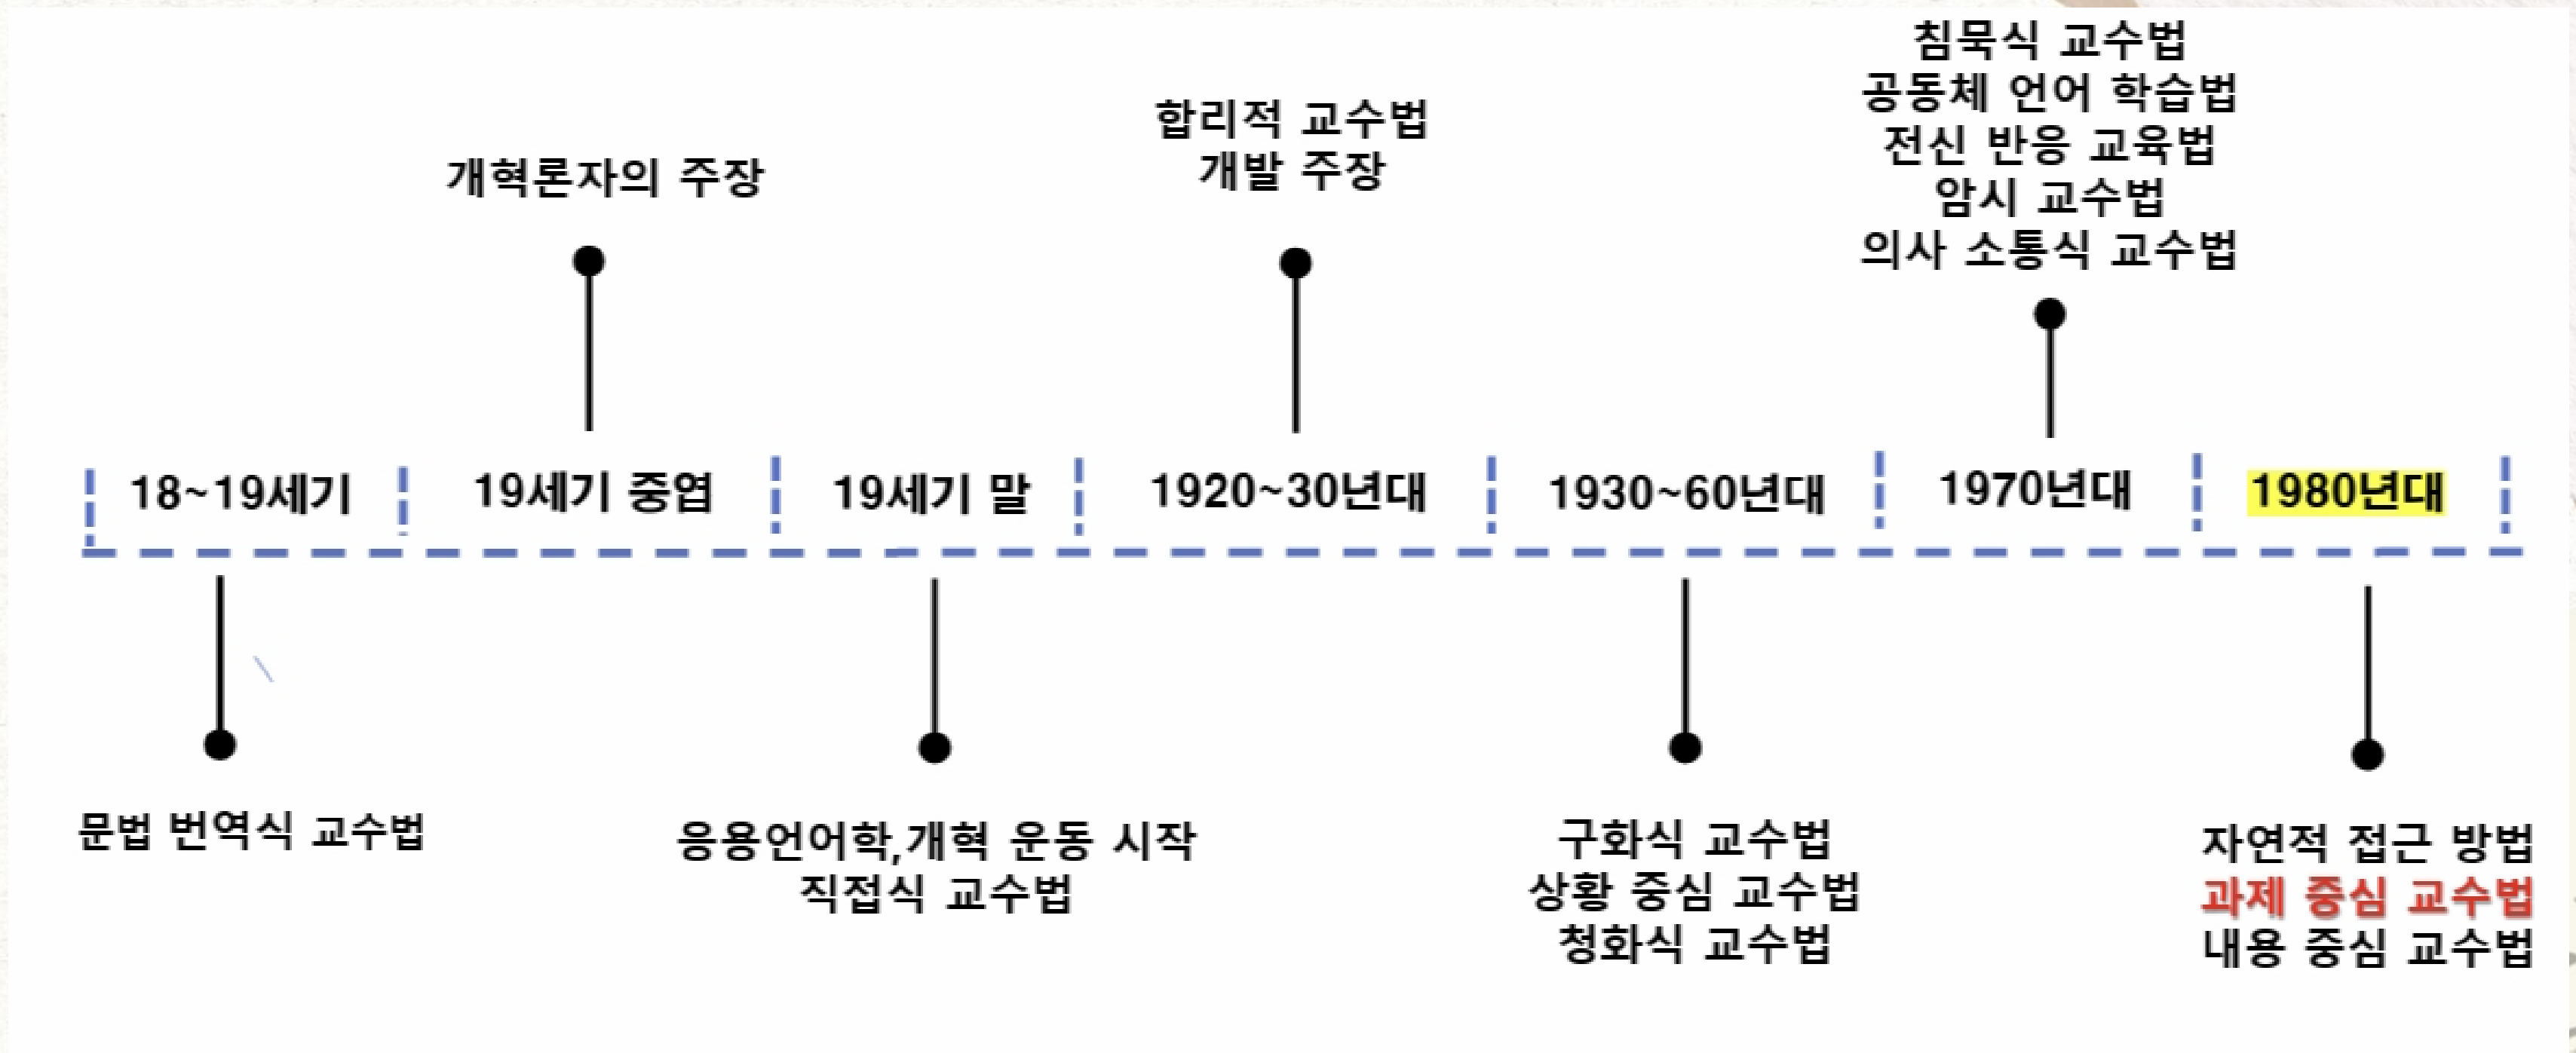 침묵식 교수법
공동체 언어 학습법
전신 반응 교육법
암시 교수법
의사 소통식 교수법
합리적 교수법
개발 주장
개혁론자의 주장
18~19세기
19세기 중엽
19세기 말
1920~30년대
1930~60년대
1970년대
1980년대
문법 번역식 교수법
응용언어학,개혁 운동 시작
직접식 교수법
구화식 교수법
상황 중심 교수법
청화식 교수법
자연적 접근 방법
과제 중심 교수법
내용 중심 교수법